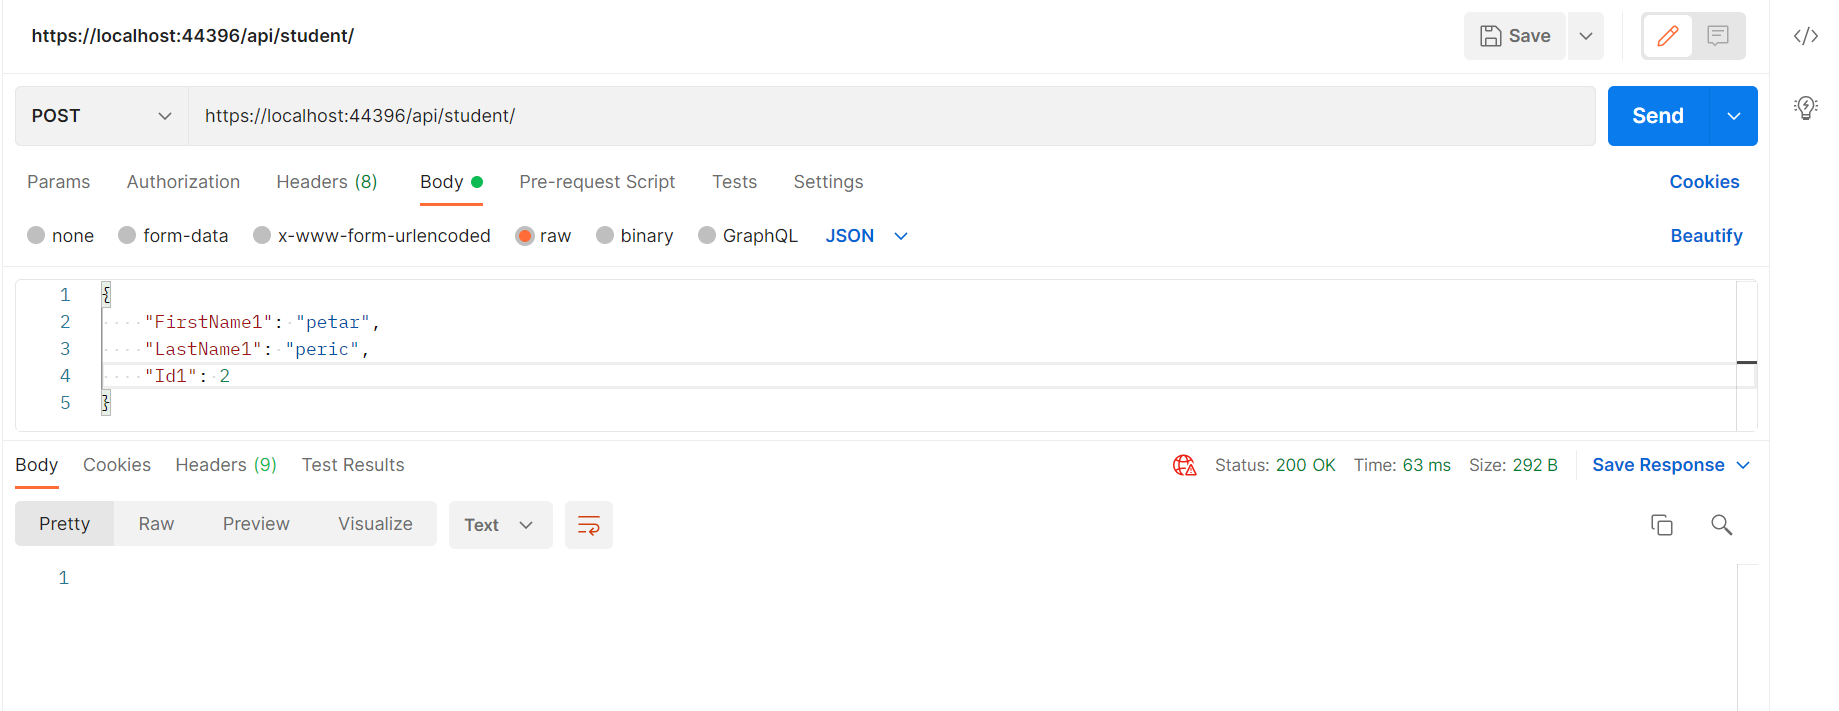 https://localhost:44396/api/student/
Save
POST
https://localhost:44396/api/student/
Send
Params Authorization Headers (8) Body Pre-request Script Tests Settings Cookies
none form-data x-www-form-urlencoded raw binary GraphQL JSON Beautify
1 {
2 "FirstName1": "petar",
3 "LastName1": "peric",
4 "Id1": 2
5 }
Body Cookies Headers (9) Test Results Status: 200 OK Time: 63 ms Size: 292 B Save Response
Pretty Raw Preview Visualize Text
1